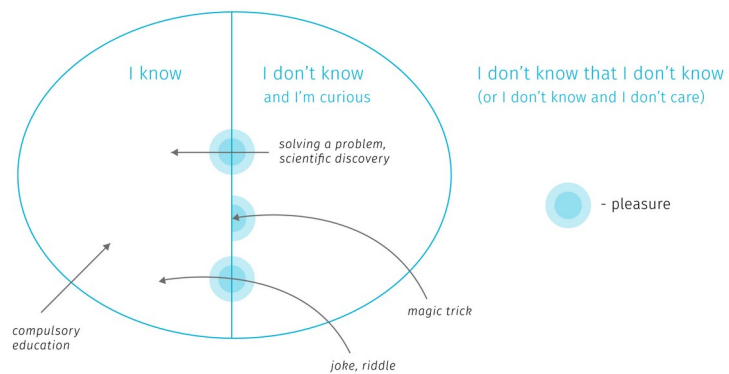 I know
I don't know
and I'm curious
I don't know that I don't know
(or I don't know and I don't care)
solving a problem,
scientific discovery
- pleasure
magic trick
compulsory
education
joke, riddle